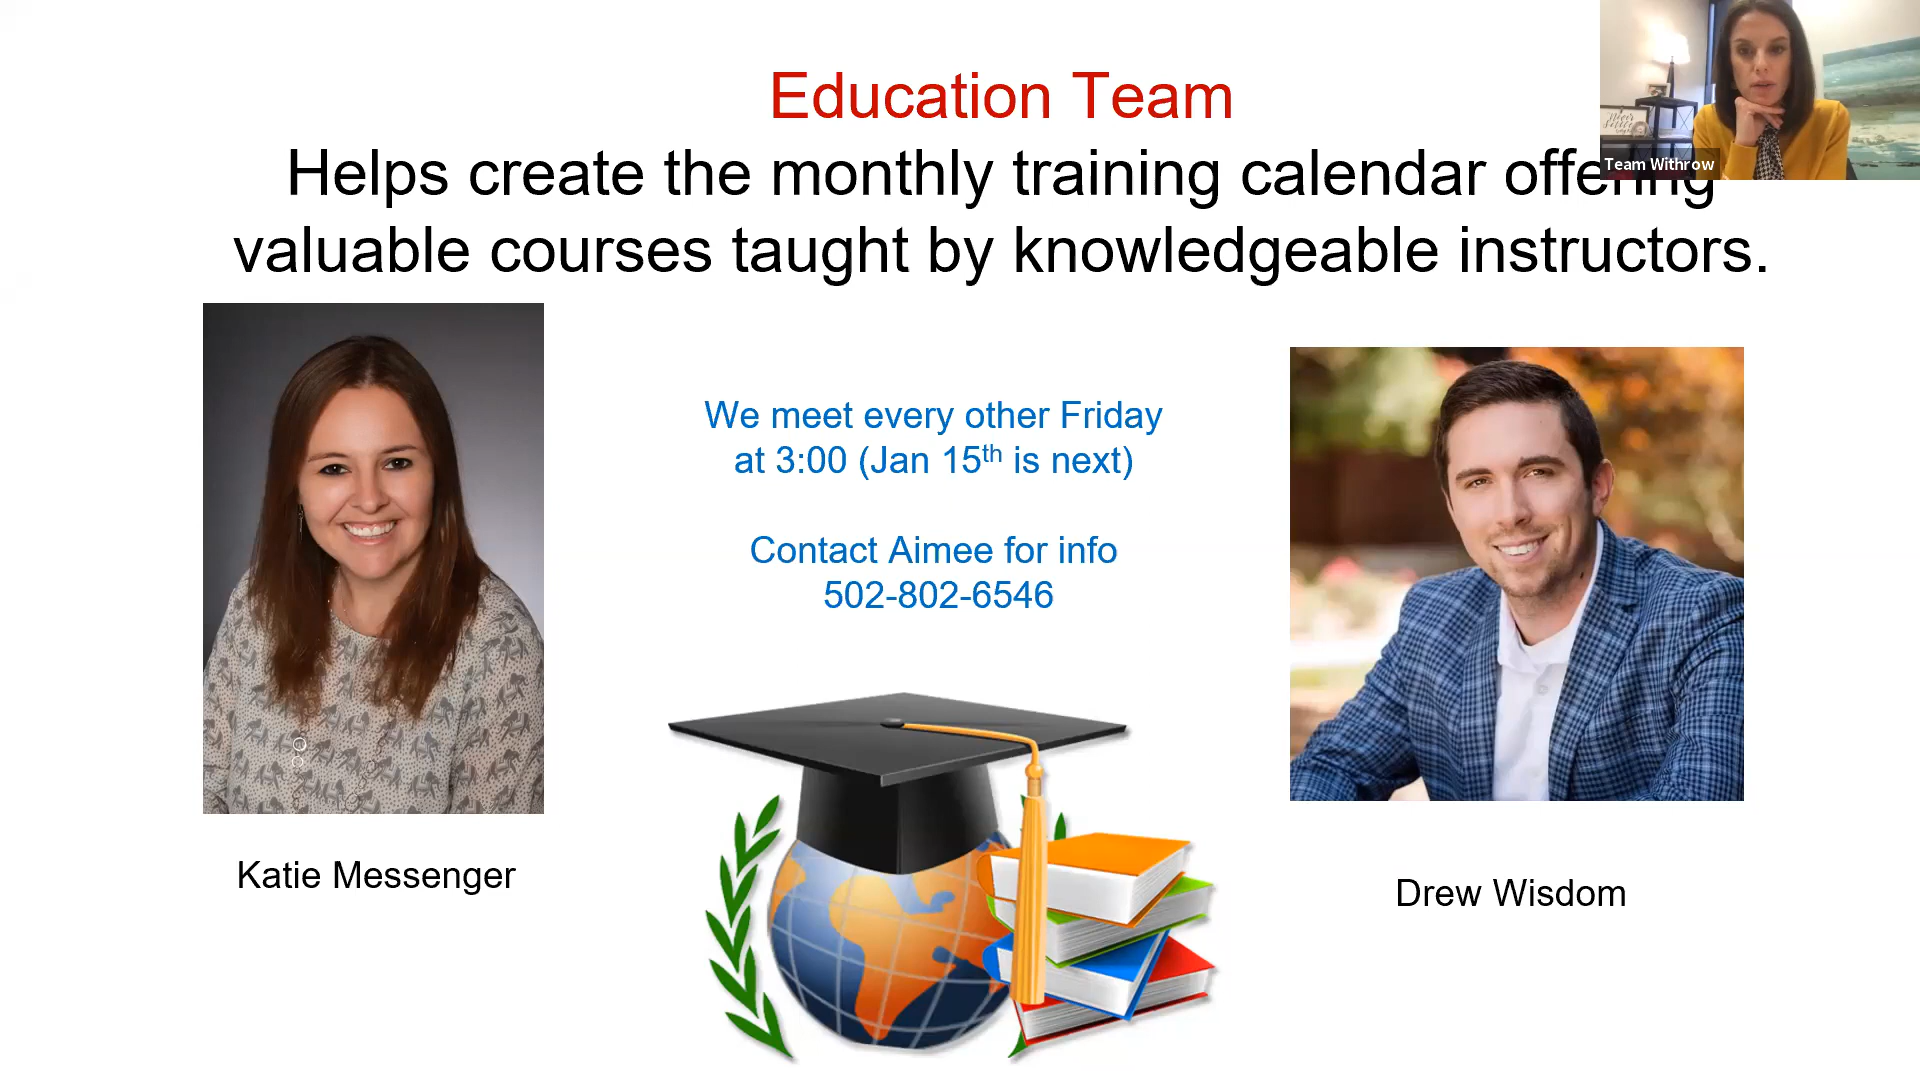 Education Team
Helps create the monthly training calendar offering
valuable courses taught by knowledgeable instructors.
Team Withrow
We meet every other Friday
at 3:00 (Jan 15th is next)
Contact Aimee for info
502-802-6546
Katie Messenger
Drew Wisdom